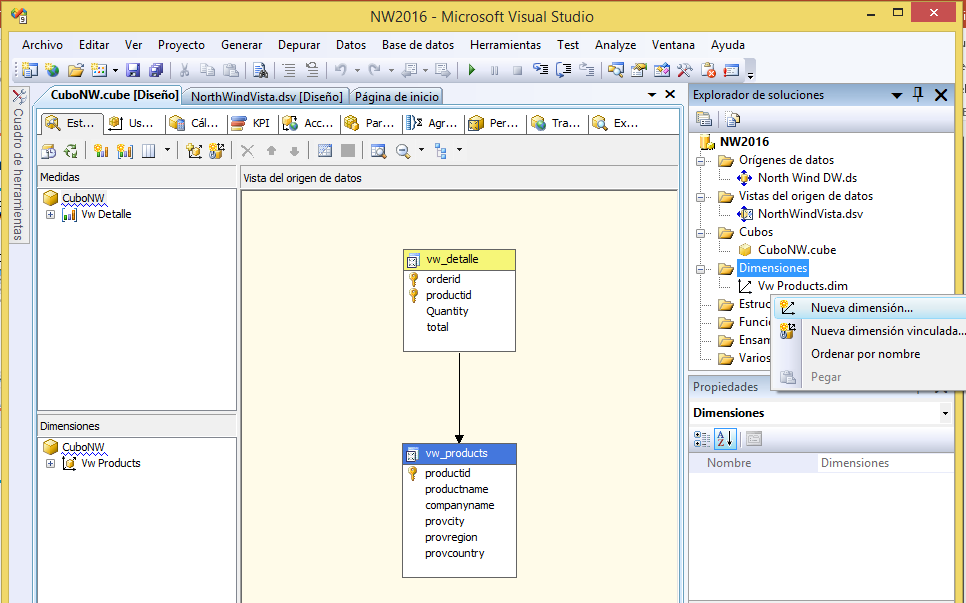 NW2016 - Microsoft Visual Studio
Archivo Editar Ver Proyecto Generar Depurar Datos Base de datos Herramientas Test Analyze Ventana Ayuda
CuboNW.cube [Diseño] NorthWindVista.dsv [Diseño] Página de inicio
Cuadro de herramientas
Est... Us... Cál... KPI Acc... Par... Agr... Per... Tra... Ex...
Medidas
CuboNW
Vw Detalle
Dimensiones
CuboNW
Vw Products
Vista del origen de datos
vw_detalle
orderid
productid
Quantity
total
vw_products
productid
productname
companyname
provcity
provregion
provcountry
Explorador de soluciones
NW2016
Orígenes de datos
North Wind DW.ds
Vistas del origen de datos
NorthWindVista.dsv
Cubos
CuboNW.cube
Dimensiones
Vw Products.dim
Estruc
Funci
Ensam
Varios
Nueva dimensión...
Nueva dimensión vinculada...
Ordenar por nombre
Pegar
Propiedades
Dimensiones
Nombre Dimensiones